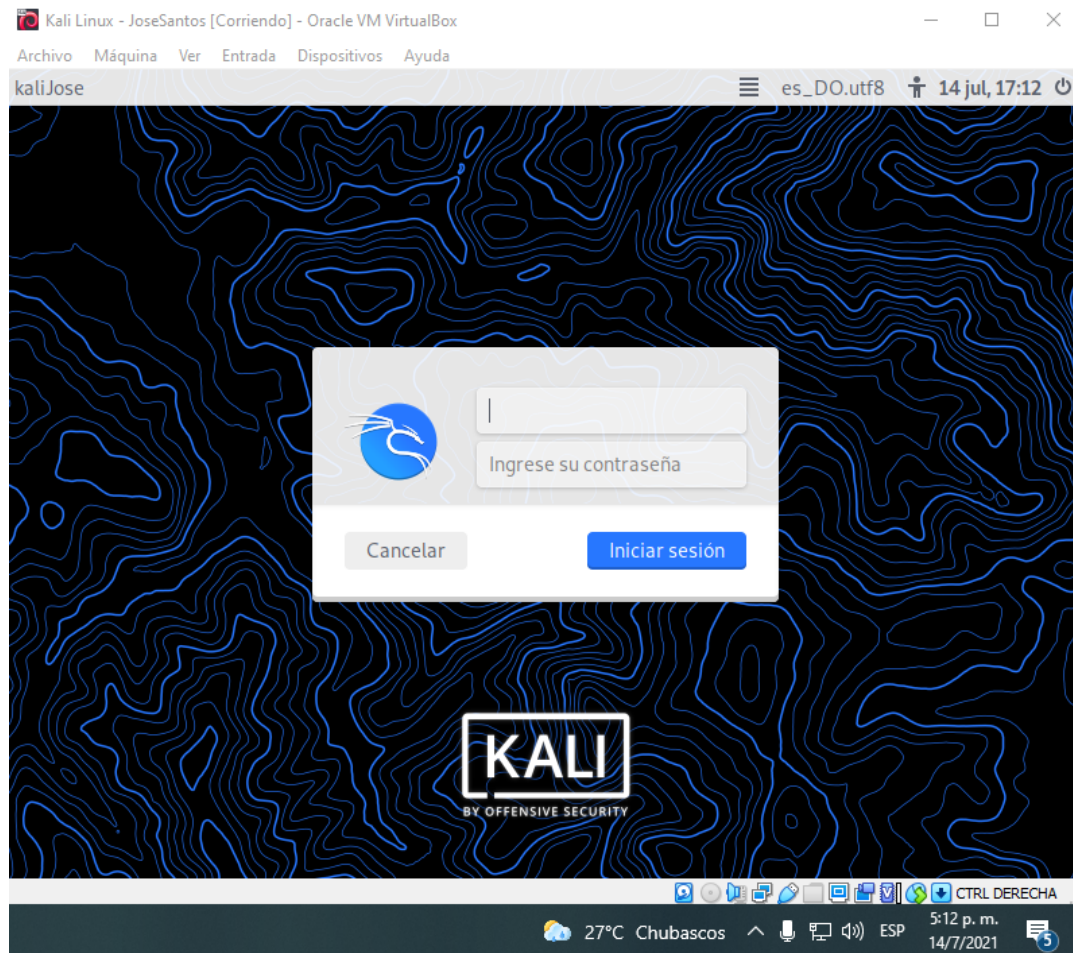 Kali Linux - JoseSantos [Corriendo] - Oracle VM VirtualBox
Archivo Máquina Ver Entrada Dispositivos Ayuda
kaliJose es_DO.utf8 14 jul, 17:12
Ingrese su contraseña
Cancelar Iniciar sesión
KALI
BY OFFENSIVE SECURITY
CTRL DERECHA
27°C Chubascos ESP 5:12 p. m.
14/7/2021 5